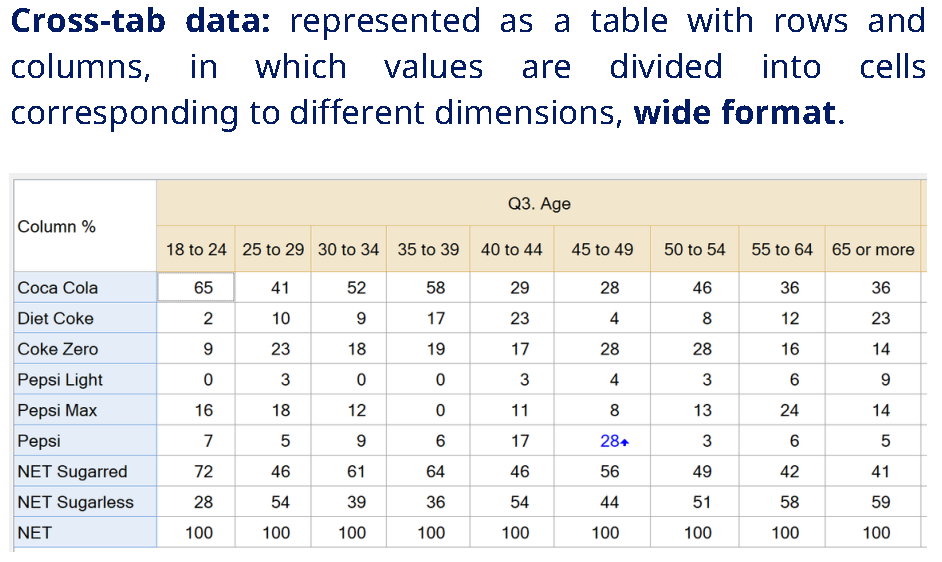 Cross-tab data: represented as a table with rows and
columns, in which values are divided into cells
corresponding to different dimensions, wide format.
Column % Q3. Age
18 to 24 25 to 29 30 to 34 35 to 39 40 to 44 45 to 49 50 to 54 55 to 64 65 or more
Coca Cola 65 41 52 58 29 28 46 36 36
Diet Coke 2 10 9 17 23 4 8 12 23
Coke Zero 9 23 18 19 17 28 28 16 14
Pepsi Light 0 3 0 0 3 4 3 6 9
Pepsi Max 16 18 12 0 11 8 13 24 14
Pepsi 7 5 9 6 17 28↑ 3 6 5
NET Sugarred 72 46 61 64 46 56 49 42 41
NET Sugarless 28 54 39 36 54 44 51 58 59
NET 100 100 100 100 100 100 100 100 100